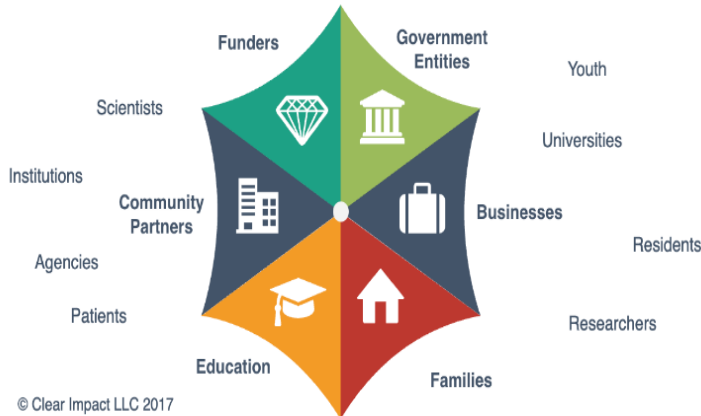 Funders
Government
Entities
Youth
Scientists
Universities
Institutions
Community
Partners
Businesses
Residents
Agencies
Patients
Researchers
Education
Families
© Clear Impact LLC 2017